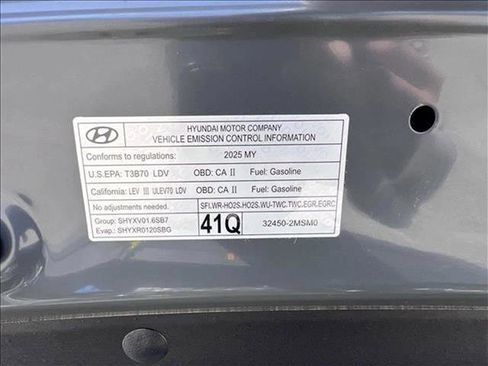 HYUNDAI MOTOR COMPANY
VEHICLE EMISSION CONTROL INFORMATION
Conforms to regulations: 2025 MY
U.S.EPA: T3B70 LDV OBD: CA II Fuel: Gasoline
California: LEV III ULEV70 LDV OBD: CA II Fuel: Gasoline
No adjustments needed. SFI.WR-HO2S.HO2S.WU-TWC.TWC.EGR.EGRC
Group: SHYXV01.6SB7
Evap.: SHYXR0120SBG
41Q 32450-2MSM0